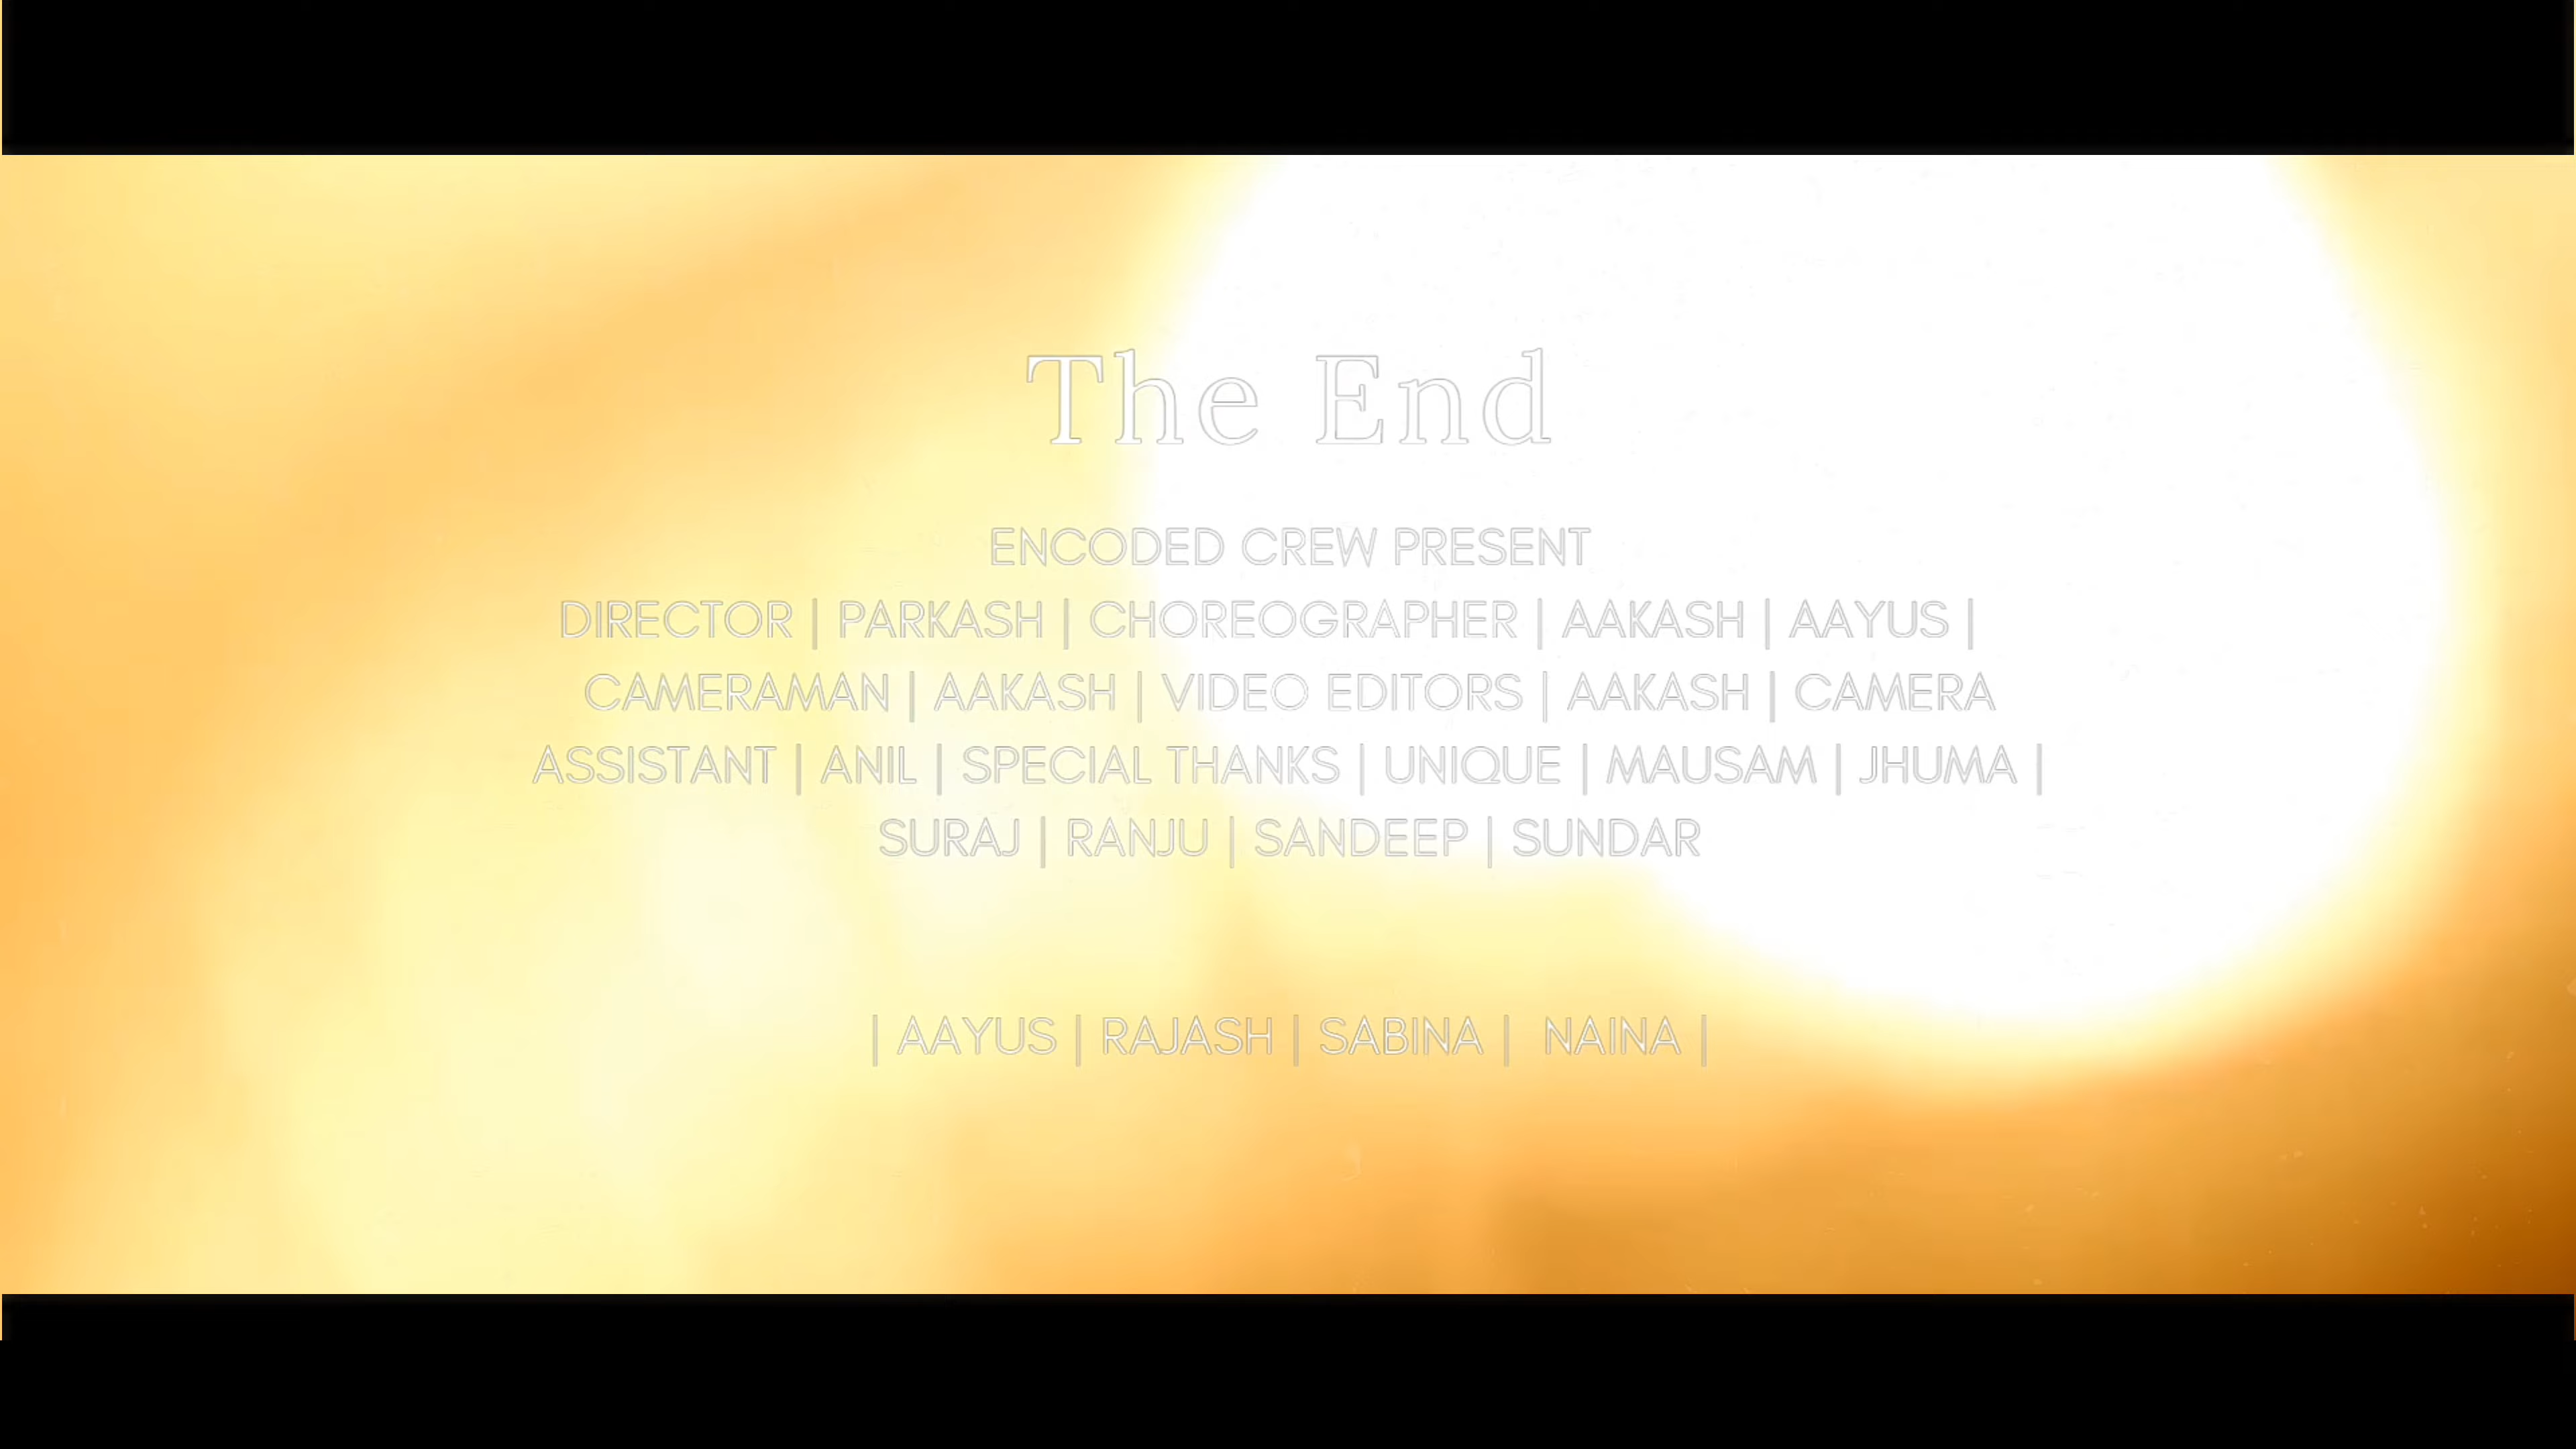 The End
ENCODED CREW PRESENT
DIRECTOR | PARKASH | CHOREOGRAPHER | AAKASH | AAYUS |
CAMERAMAN | AAKASH | VIDEO EDITORS | AAKASH | CAMERA
ASSISTANT | ANIL | SPECIAL THANKS | UNIQUE | MAUSAM | JHUMA |
SURAJ | RANJU | SANDEEP | SUNDAR
| AAYUS | RAJASH | SABINA | NAINA |